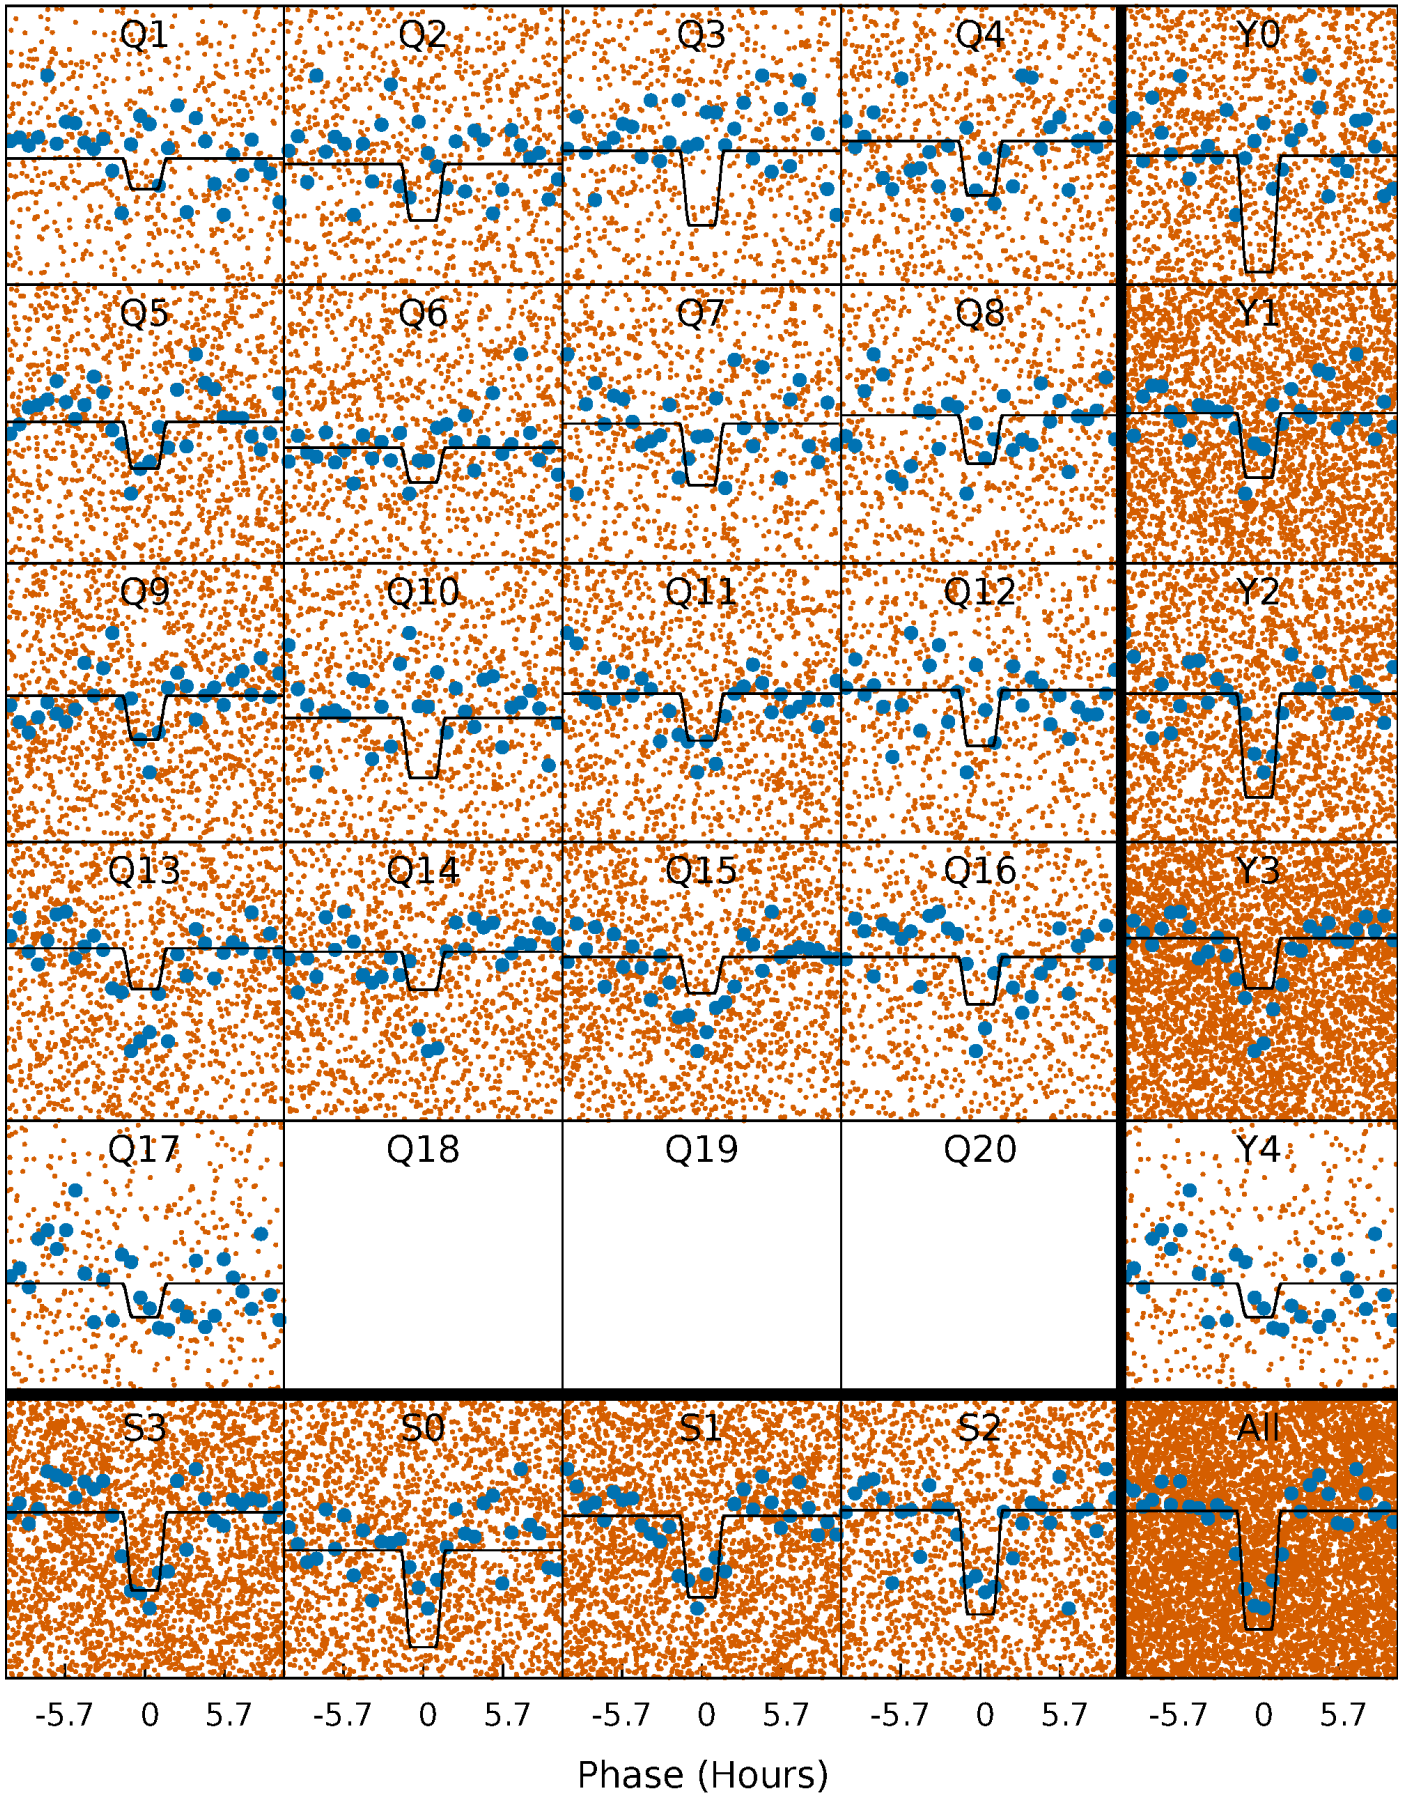 Q1 Q2 Q3 Q4 Y0
Q5 Q6 Q7 Q8 Y1
Q9 Q10 Q11 Q12 Y2
Q13 Q14 Q15 Q16 Y3
Q17 Q18 Q19 Q20 Y4
S3 S0 S1 S2 All
-5.7 0 5.7 -5.7 0 5.7 -5.7 0 5.7 -5.7 0 5.7 -5.7 0 5.7
Phase (Hours)